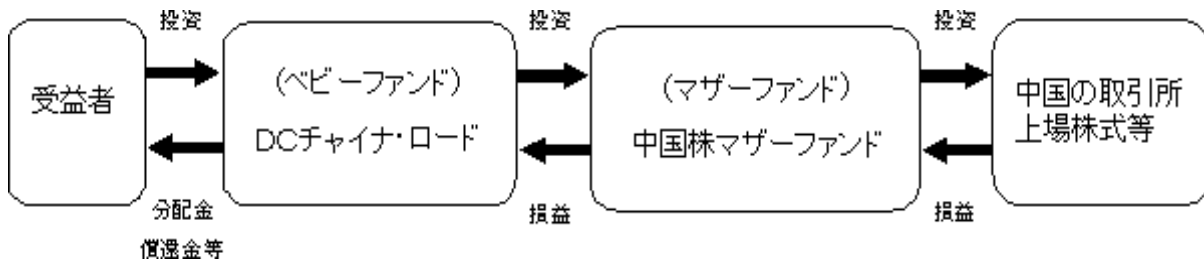 投資
投資
投資
受益者
(ベビーファンド)
DCチャイナ・ロード
(マザーファンド)
中国株マザーファンド
中国の取引所
上場株式等
分配金
償還金等
損益
損益